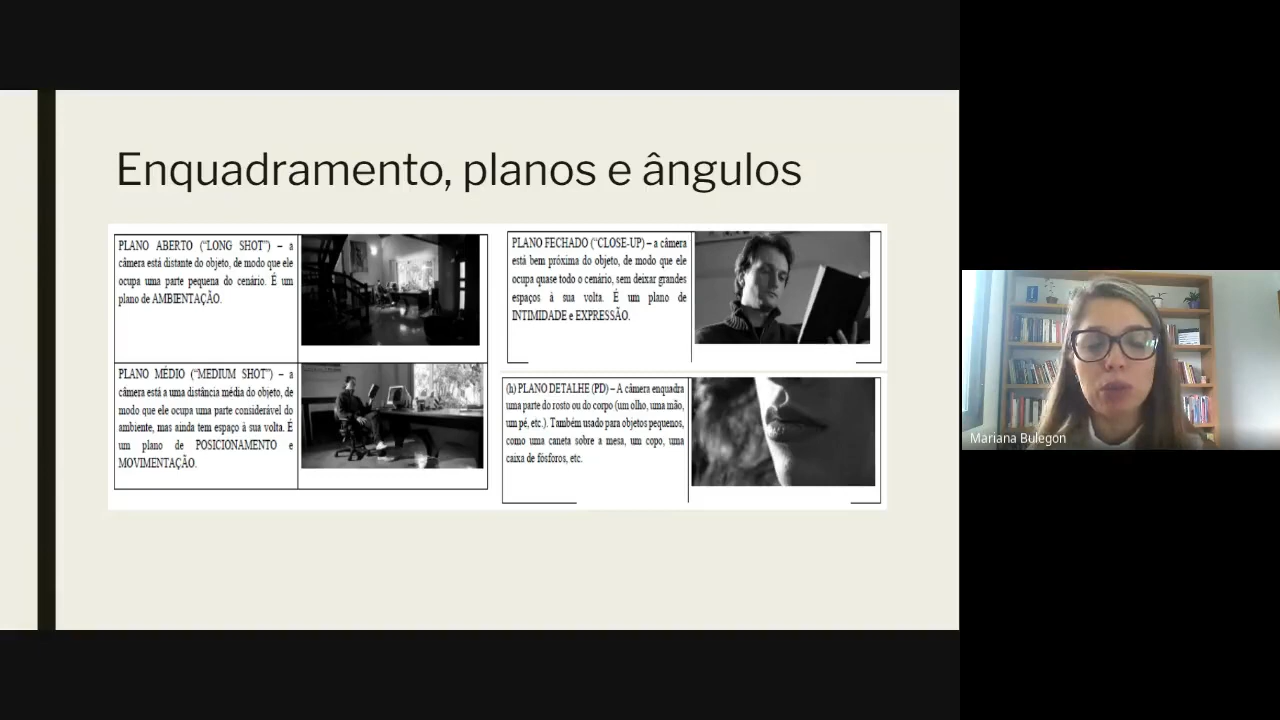 Enquadramento, planos e ângulos
PLANO ABERTO (“LONG SHOT”) – a
câmera está distante do objeto, de modo que ele
ocupa uma parte pequena do cenário. É um
plano de AMBIENTAÇÃO.
PLANO MÉDIO (“MEDIUM SHOT”) – a
câmera está a uma distância média do objeto, de
modo que ele ocupa uma parte considerável do
ambiente, mas ainda tem espaço à sua volta. É
um plano de POSICIONAMENTO e
MOVIMENTAÇÃO.
PLANO FECHADO (“CLOSE-UP) – a câmera
está bem próxima do objeto, de modo que ele
ocupa quase todo o cenário, sem deixar grandes
espaços à sua volta. É um plano de
INTIMIDADE e EXPRESSÃO.
(h) PLANO DETALHE (PD) – A câmera enquadra
uma parte do rosto ou do corpo (um olho, uma mão,
um pé, etc.). Também usado para objetos pequenos,
como uma caneta sobre a mesa, um copo, uma
caixa de fósforos, etc.
Mariana Bulegon